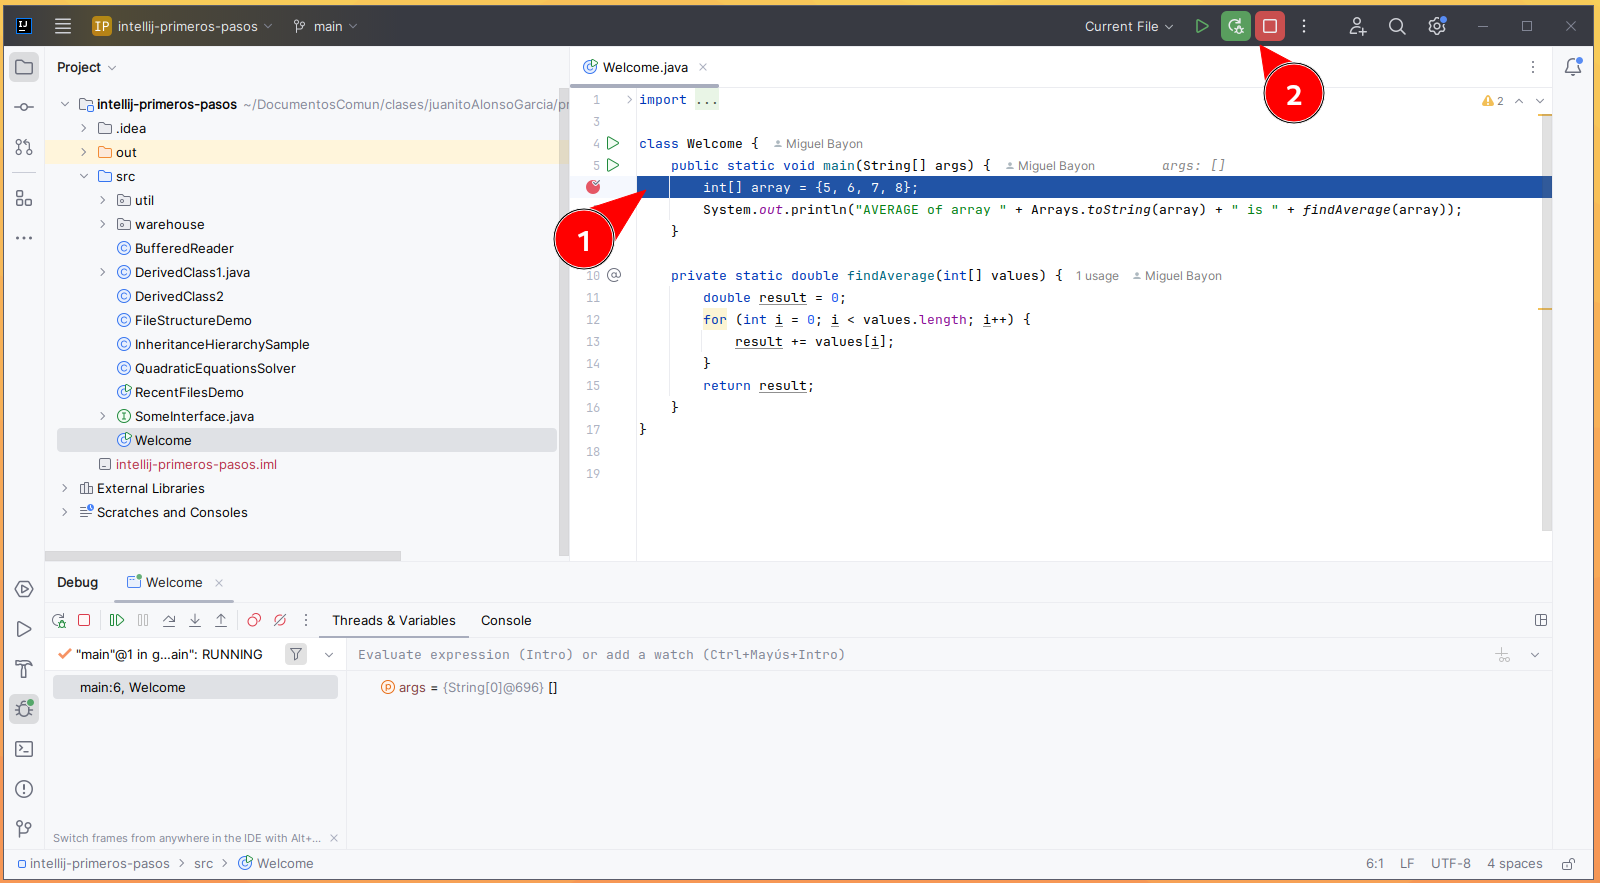 IJ
IP intellij-primeros-pasos
main
Current File
Project
Welcome.java
2
intellij-primeros-pasos ~/DocumentosComun/clases/juanitoAlonsoGarcia/pr
.idea
out
src
util
warehouse
BufferedReader
DerivedClass1.java
DerivedClass2
FileStructureDemo
InheritanceHierarchySample
QuadraticEquationsSolver
RecentFilesDemo
SomeInterface.java
Welcome
intellij-primeros-pasos.iml
External Libraries
Scratches and Consoles
1 import ...
2
3
4 class Welcome { Miguel Bayon
5 public static void main(String[] args) { Miguel Bayon args: []
int[] array = {5, 6, 7, 8};
System.out.println("AVERAGE of array " + Arrays.toString(array) + " is " + findAverage(array));
1
}
10 private static double findAverage(int[] values) { 1 usage Miguel Bayon
11 double result = 0;
12 for (int i = 0; i < values.length; i++) {
13 result += values[i];
14 }
15 return result;
16 }
17 }
18
19
Debug
Welcome
Threads & Variables
Console
"main"@1 in g...ain": RUNNING
Evaluate expression (Intro) or add a watch (Ctrl+Mayús+Intro)
main:6, Welcome
args = {String[0]@696} []
Switch frames from anywhere in the IDE with Alt+...
intellij-primeros-pasos > src > Welcome
6:1 LF UTF-8 4 spaces